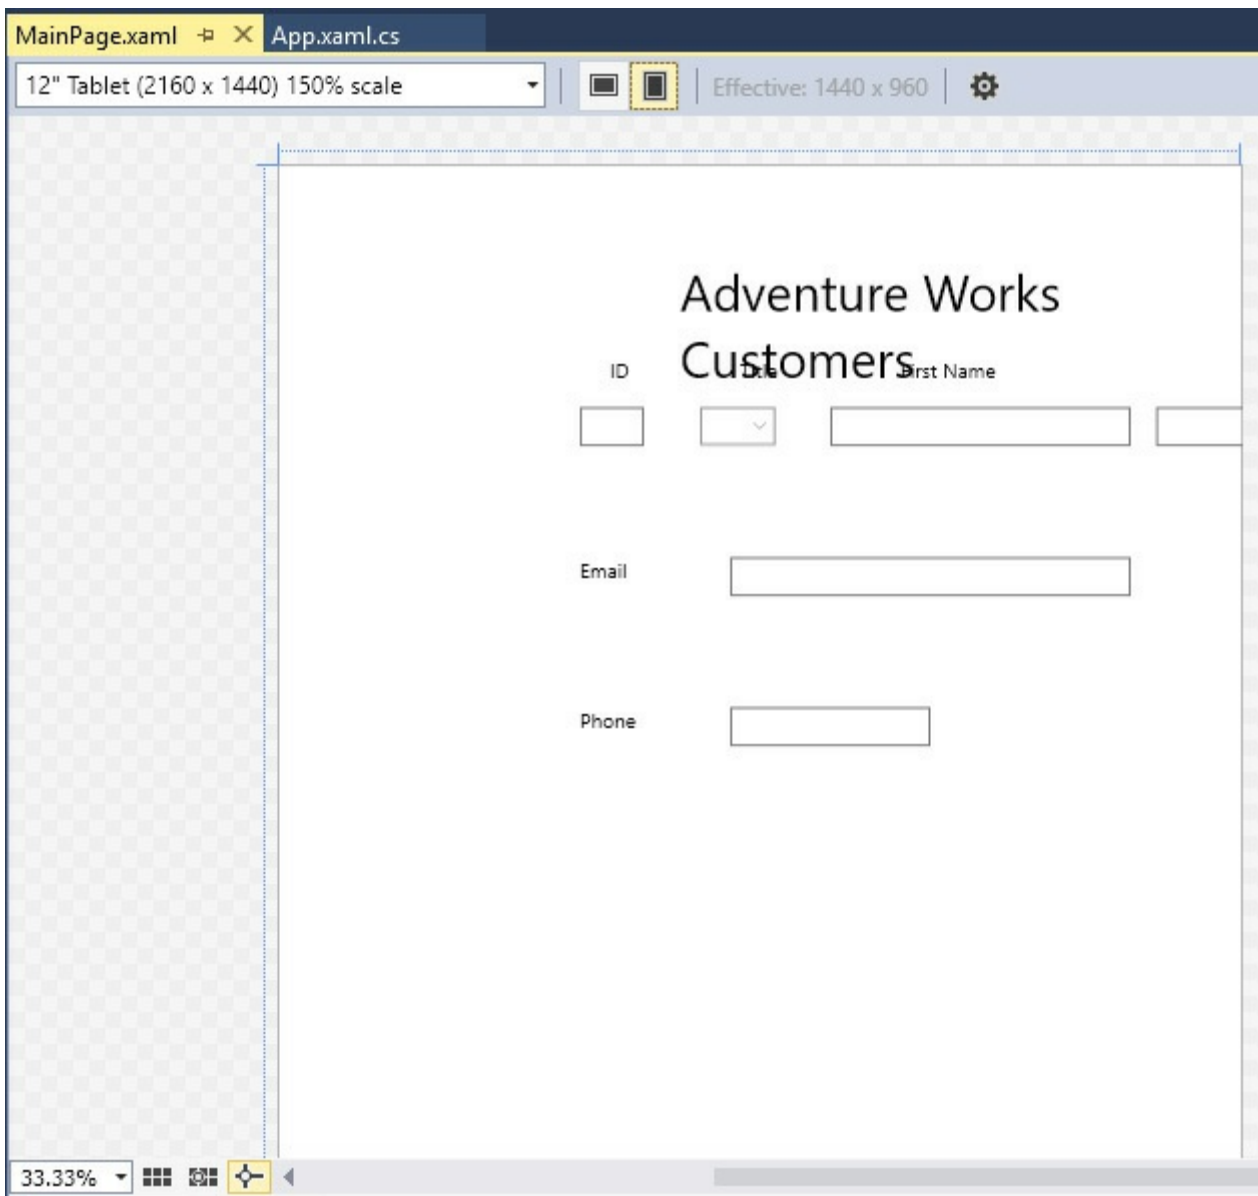 MainPage.xaml App.xaml.cs
12" Tablet (2160 x 1440) 150% scale Effective: 1440 x 960
Adventure Works
Customers
ID Title First Name
Email
Phone
33.33%